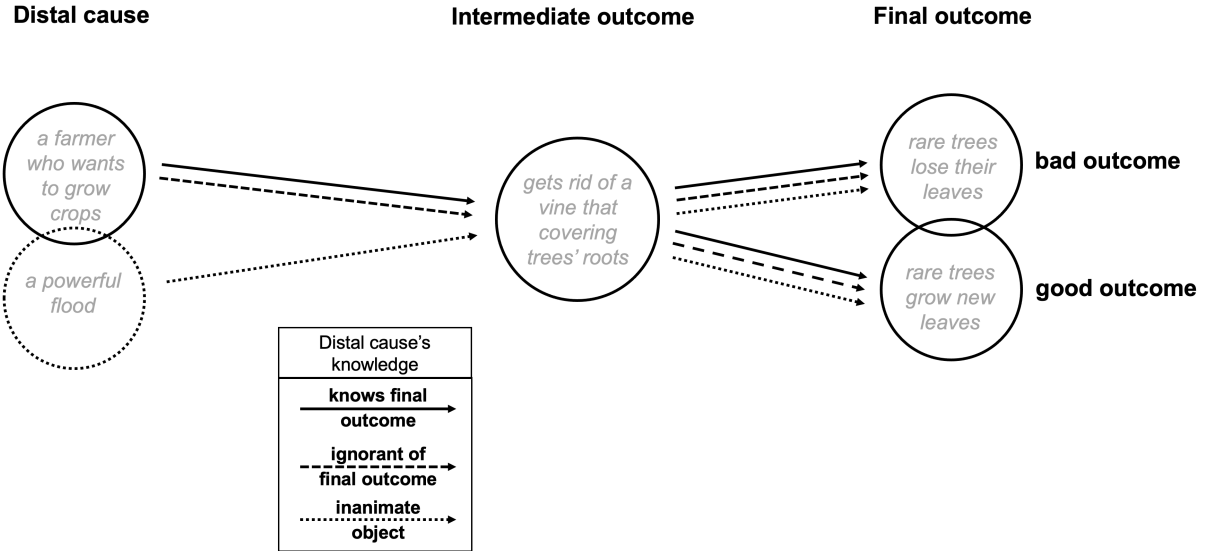 Distal cause
Intermediate outcome
Final outcome
a farmer
who wants
to grow
crops
a powerful
flood
gets rid of a
vine that
covering
trees' roots
rare trees
lose their
leaves
bad outcome
rare trees
grow new
leaves
good outcome
Distal cause's
knowledge
knows final
outcome
ignorant of
final outcome
inanimate
object